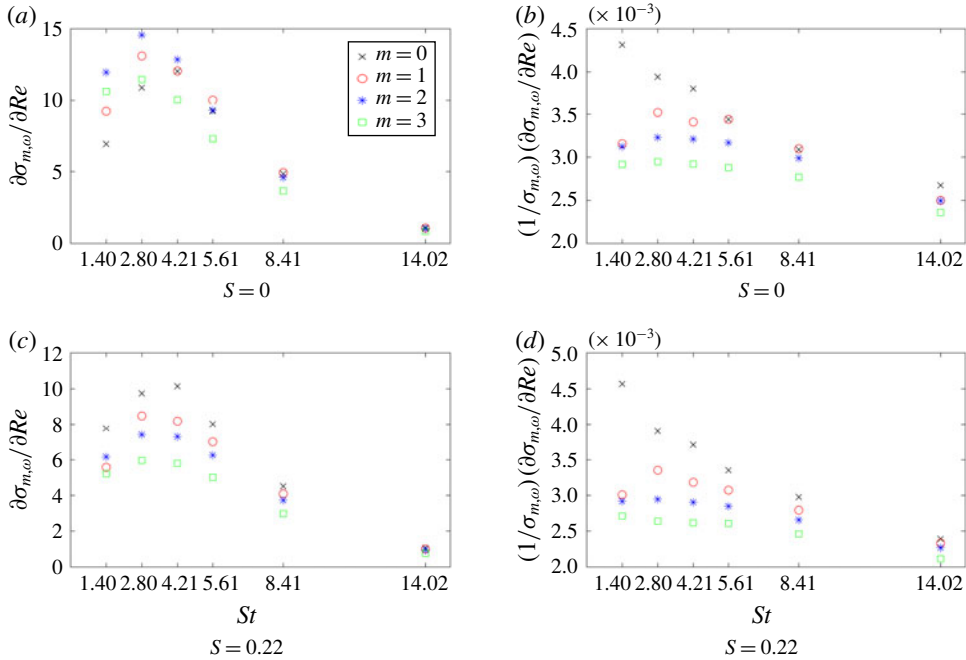 (a)
15
10
5
0
∂σm,ω/∂Re
× m = 0
○ m = 1
* m = 2
□ m = 3
1.40 2.80 4.21 5.61 8.41 14.02
S = 0
(b)
(× 10−3)
4.5
4.0
3.5
3.0
2.5
2.0
(1/σm,ω)(∂σm,ω/∂Re)
1.40 2.80 4.21 5.61 8.41 14.02
S = 0
(c)
12
10
8
6
4
2
0
∂σm,ω/∂Re
1.40 2.80 4.21 5.61 8.41 14.02
St
S = 0.22
(d)
(× 10−3)
5.0
4.5
4.0
3.5
3.0
2.5
2.0
(1/σm,ω)(∂σm,ω/∂Re)
1.40 2.80 4.21 5.61 8.41 14.02
St
S = 0.22